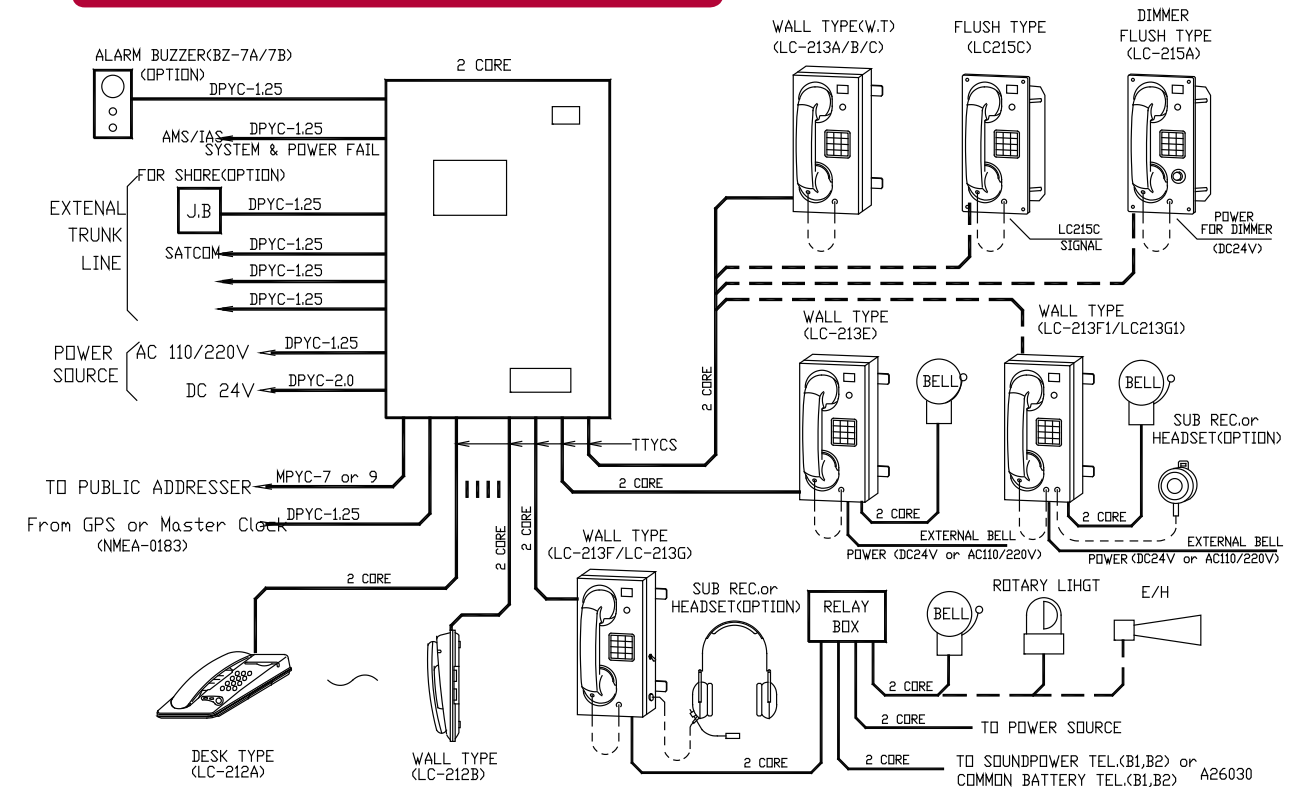 ALARM BUZZER(BZ-7A/7B)
(OPTION)
DPYC-1.25
2 CORE
AMS/IAS
DPYC-1.25
SYSTEM & POWER FAIL
FOR SHORE(OPTION)
J.B
DPYC-1.25
EXTENAL
TRUNK
LINE
SATCOM
DPYC-1.25
DPYC-1.25
DPYC-1.25
POWER
SOURCE
AC 110/220V
DPYC-1.25
DC 24V
DPYC-2.0
TTYCS
TO PUBLIC ADDRESSER
MPYC-7 or 9
From GPS or Master Clock
DPYC-1.25
(NMEA-0183)
WALL TYPE(W.T)
(LC-213A/B/C)
FLUSH TYPE
(LC215C)
DIMMER
FLUSH TYPE
(LC-215A)
LC215C
SIGNAL
POWER
FOR DIMMER
(DC24V)
WALL TYPE
(LC-213E)
WALL TYPE
(LC-213F1/LC213G1)
2 CORE
BELL
BELL
SUB REC.or
HEADSET(OPTION)
2 CORE
2 CORE
2 CORE
EXTERNAL BELL
POWER (DC24V or AC110/220V)
EXTERNAL BELL
POWER (DC24V or AC110/220V)
2 CORE
2 CORE
2 CORE
WALL TYPE
(LC-213F/LC-213G)
SUB REC.or
HEADSET(OPTION)
RELAY
BOX
BELL
ROTARY LIHGT
E/H
2 CORE
2 CORE
TO POWER SOURCE
2 CORE
2 CORE
TO SOUNDPOWER TEL.(B1,B2) or
COMMON BATTERY TEL.(B1,B2)
DESK TYPE
(LC-212A)
WALL TYPE
(LC-212B)
A26030